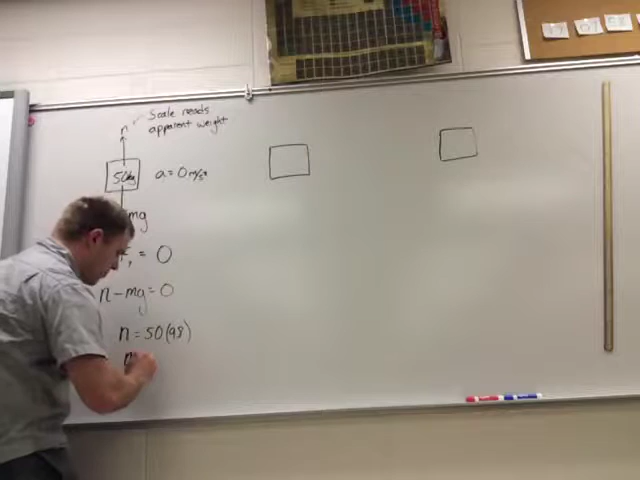 Scale reads
apparent weight
n
50kg
a = 0 m/s²
mg
= 0
n - mg = 0
n = 50(9.8)
n